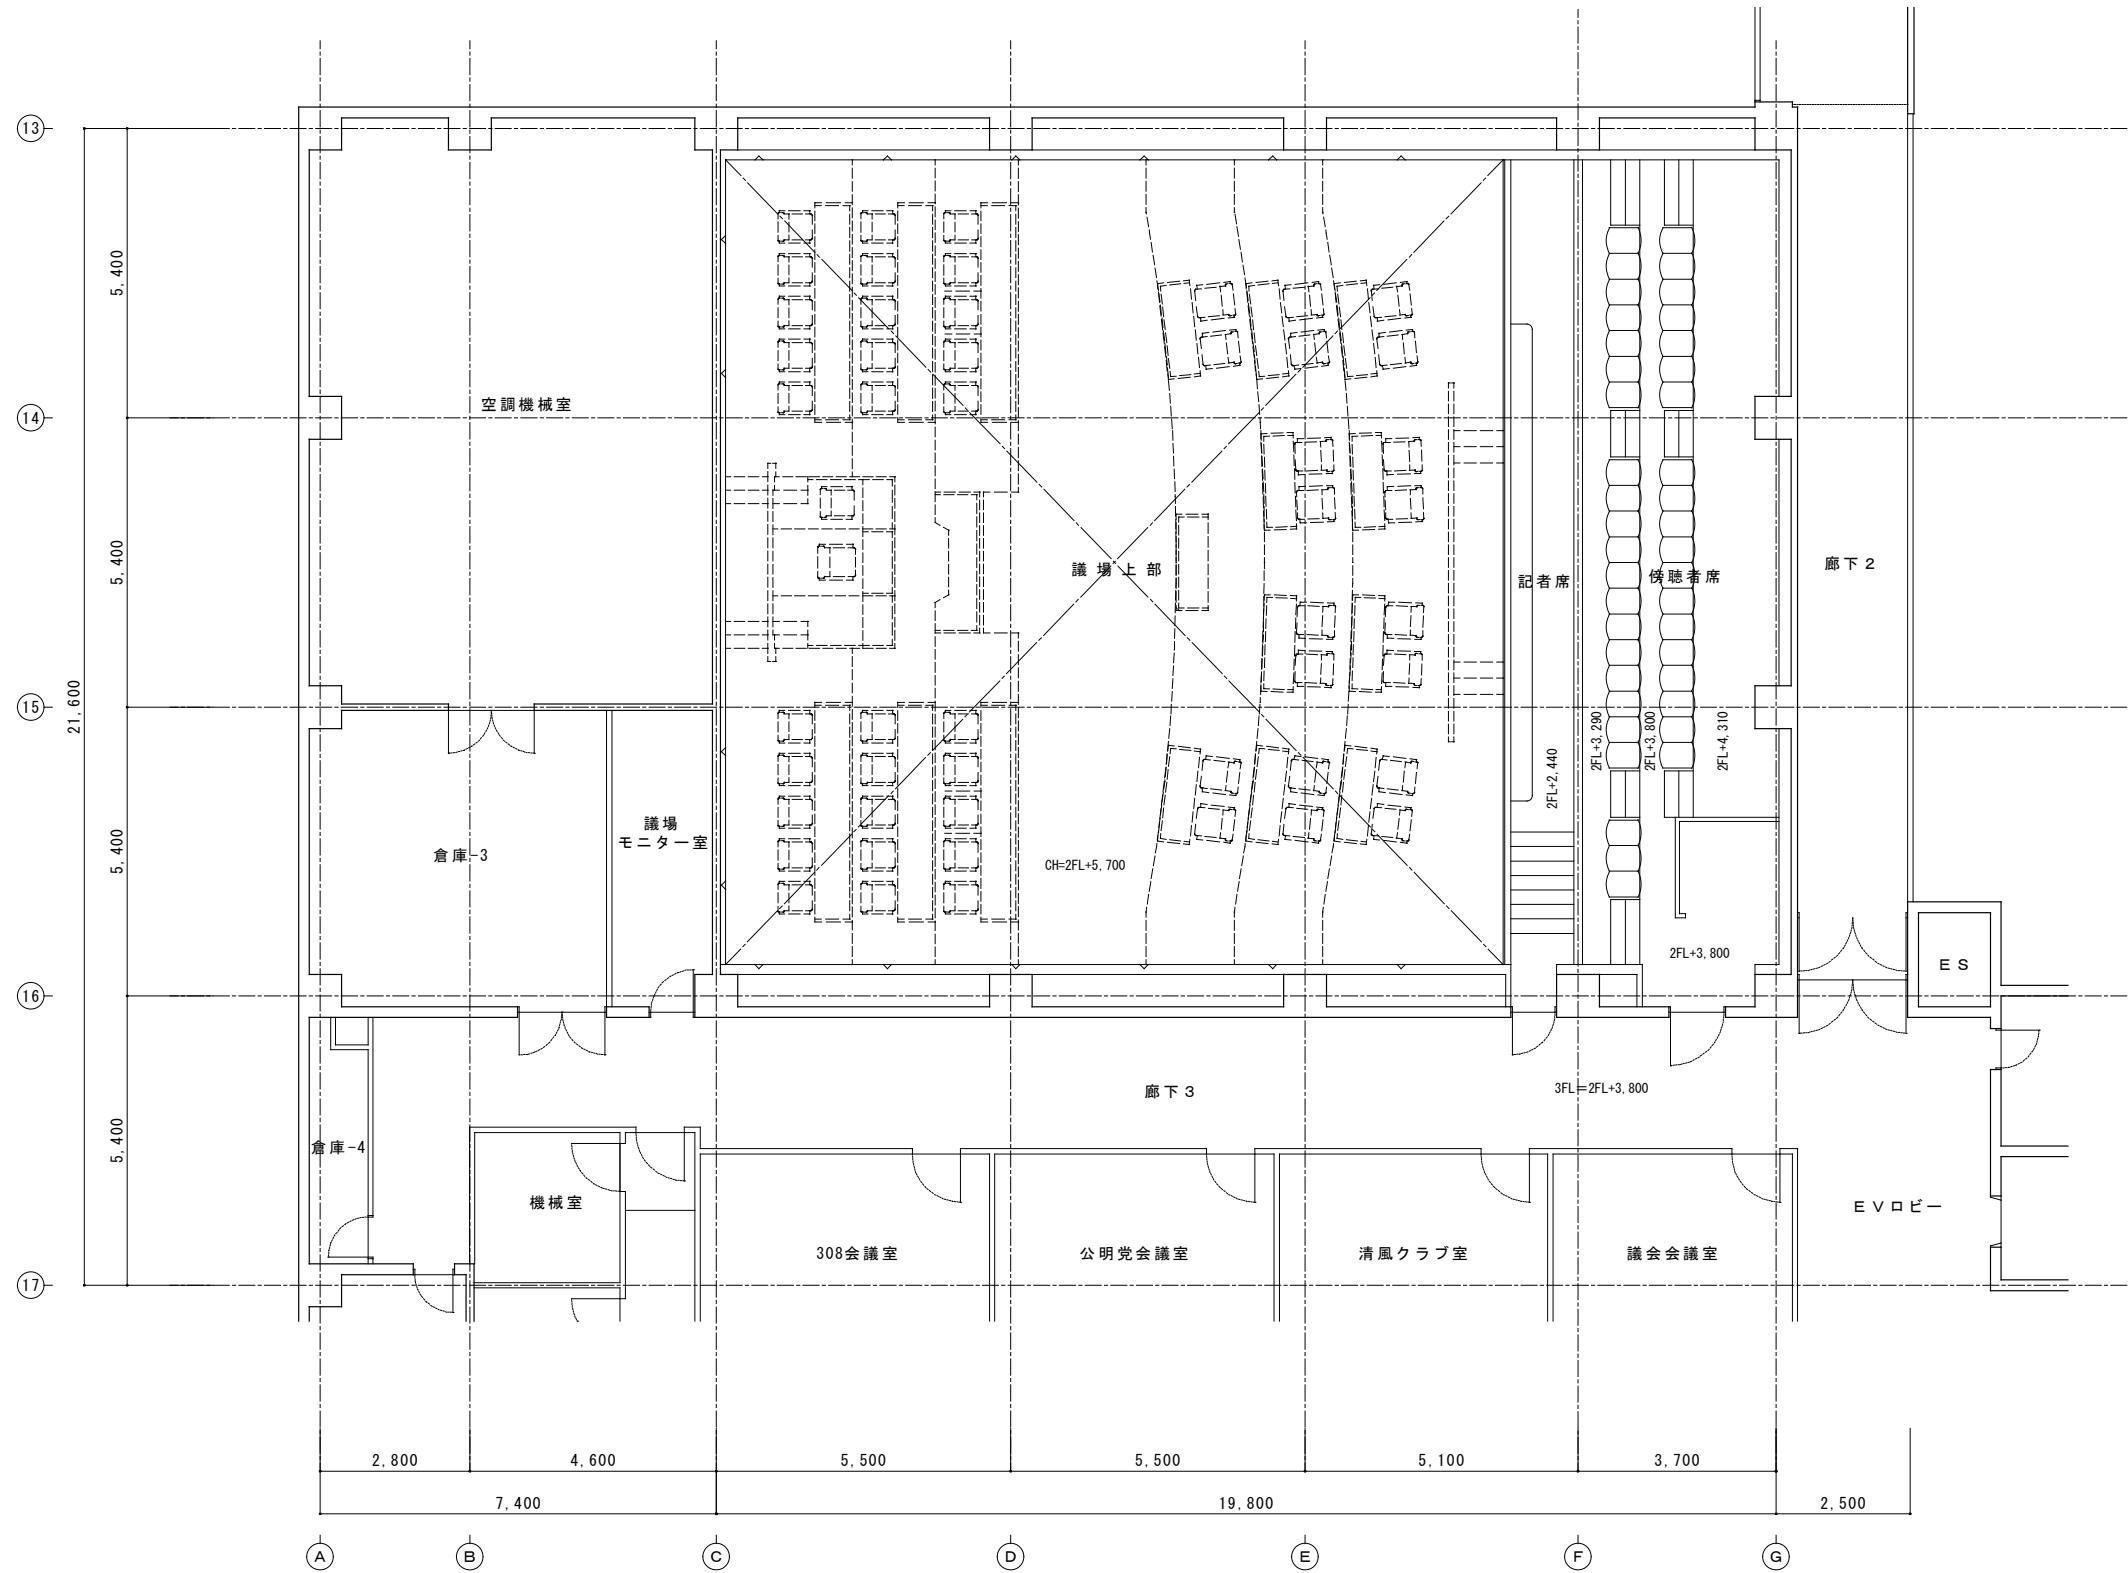 13
5,400
14
空調機械室
5,400
議場上部
記者席
傍聴者席
廊下2
21,600
15
2FL+2,440
2FL+3,290
2FL+3,800
2FL+4,310
5,400
倉庫-3
議場
モニター室
CH=2FL+5,700
2FL+3,800
ES
16
5,400
倉庫-4
廊下3
3FL=2FL+3,800
機械室
308会議室
公明党会議室
清風クラブ室
議会会議室
EVロビー
17
2,800
4,600
5,500
5,500
5,100
3,700
7,400
19,800
2,500
A
B
C
D
E
F
G